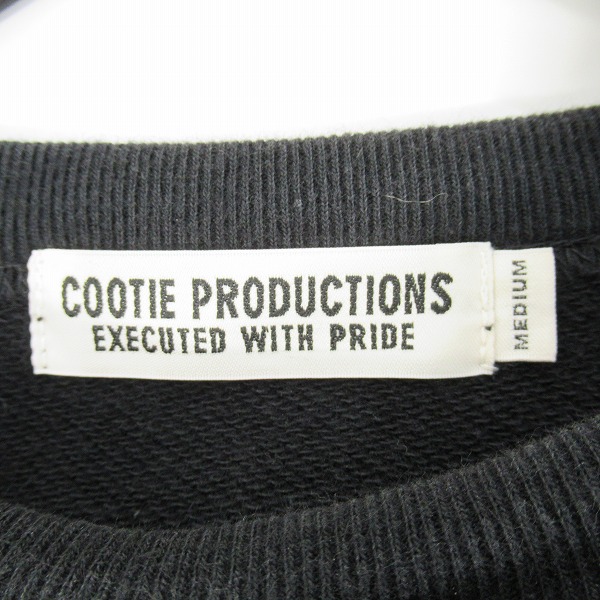 COOTIE PRODUCTIONS
EXECUTED WITH PRIDE
MEDIUM